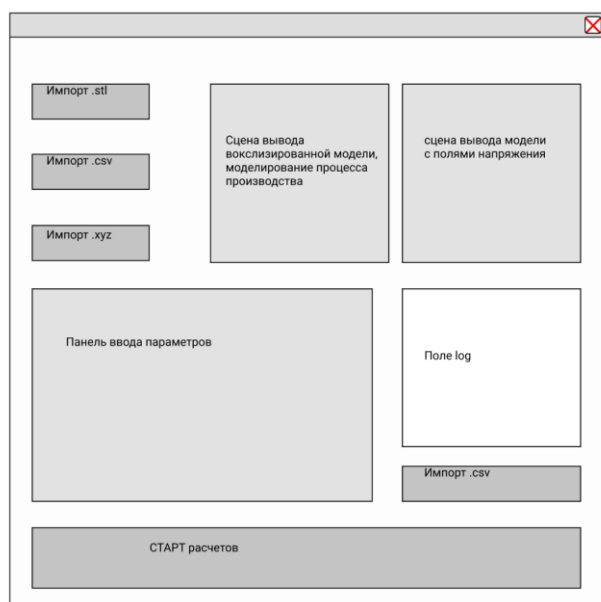 Импорт .stl
Импорт .csv
Импорт .xyz
Сцена вывода
вокслизированной модели,
моделирование процесса
производства
сцена вывода модели
с полями напряжения
Панель ввода параметров
Поле log
Импорт .csv
СТАРТ расчетов